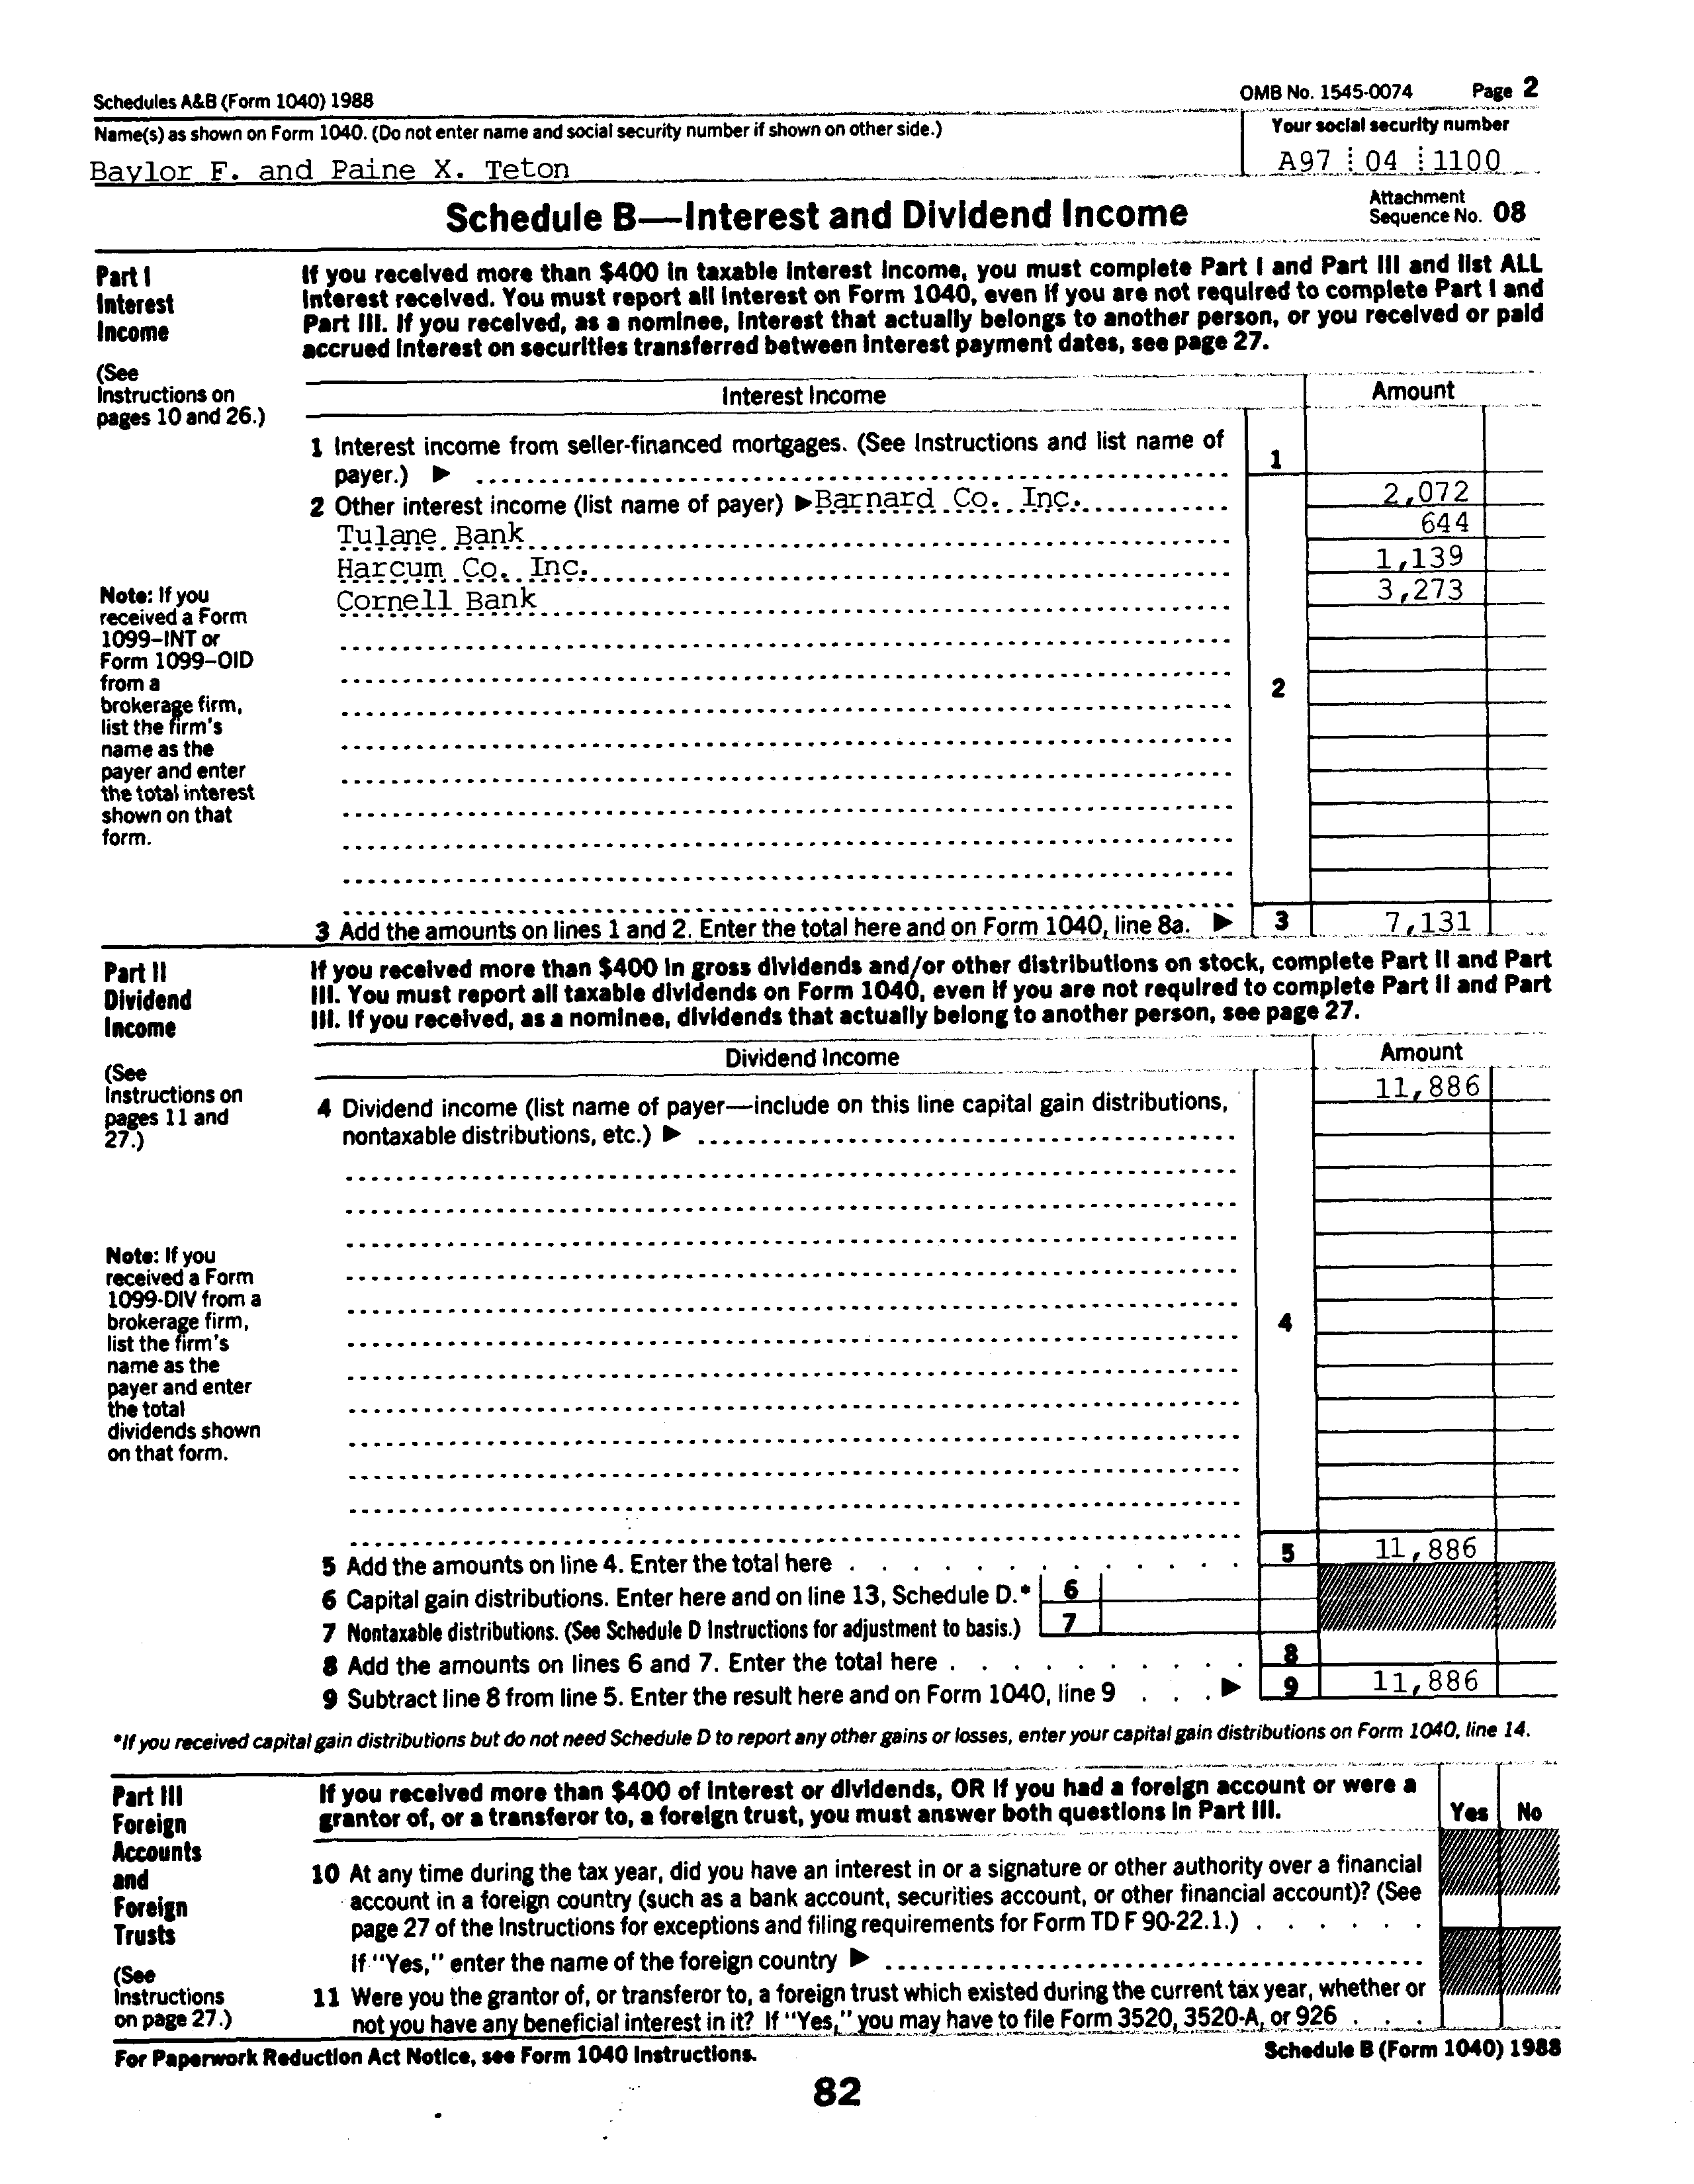 Schedules A&B (Form 1040) 1988
OMB No. 1545-0074 Page 2
Name(s) as shown on Form 1040. (Do not enter name and social security number if shown on other side.)
Your social security number
Baylor F. and Paine X. Teton
A97 04 1100
Schedule B—Interest and Dividend Income
Attachment
Sequence No. 08
Part I
Interest
Income
(See
Instructions on
pages 10 and 26.)
If you received more than $400 in taxable interest income, you must complete Part I and Part III and list ALL
interest received. You must report all interest on Form 1040, even if you are not required to complete Part I and
Part III. If you received, as a nominee, interest that actually belongs to another person, or you received or paid
accrued interest on securities transferred between interest payment dates, see page 27.
Interest Income Amount
1 Interest income from seller-financed mortgages. (See Instructions and list name of
payer.) ▶ 1
2 Other interest income (list name of payer) ▶ Barnard Co. Inc. 2,072
Tulane Bank 644
Harcum Co. Inc. 1,139
Cornell Bank 3,273
Note: If you
received a Form
1099–INT or
Form 1099–OID
from a
brokerage firm,
list the firm's
name as the
payer and enter
the total interest
shown on that
form.
2
3 Add the amounts on lines 1 and 2. Enter the total here and on Form 1040, line 8a. ▶ 3 7,131
Part II
Dividend
Income
(See
Instructions on
pages 11 and
27.)
If you received more than $400 in gross dividends and/or other distributions on stock, complete Part II and Part
III. You must report all taxable dividends on Form 1040, even if you are not required to complete Part II and Part
III. If you received, as a nominee, dividends that actually belong to another person, see page 27.
Dividend Income Amount
11,886
4 Dividend income (list name of payer—include on this line capital gain distributions,
nontaxable distributions, etc.) ▶
Note: If you
received a Form
1099-DIV from a
brokerage firm,
list the firm's
name as the
payer and enter
the total
dividends shown
on that form.
4
5 Add the amounts on line 4. Enter the total here . . . . . . . . . . . . 5 11,886
6 Capital gain distributions. Enter here and on line 13, Schedule D.* 6
7 Nontaxable distributions. (See Schedule D Instructions for adjustment to basis.) 7
8 Add the amounts on lines 6 and 7. Enter the total here . . . . . . . . . . 8
9 Subtract line 8 from line 5. Enter the result here and on Form 1040, line 9 . . . ▶ 9 11,886
*If you received capital gain distributions but do not need Schedule D to report any other gains or losses, enter your capital gain distributions on Form 1040, line 14.
Part III
Foreign
Accounts
and
Foreign
Trusts
(See
Instructions
on page 27.)
If you received more than $400 of interest or dividends, OR if you had a foreign account or were a
grantor of, or a transferor to, a foreign trust, you must answer both questions in Part III.
Yes No
10 At any time during the tax year, did you have an interest in or a signature or other authority over a financial
account in a foreign country (such as a bank account, securities account, or other financial account)? (See
page 27 of the Instructions for exceptions and filing requirements for Form TD F 90-22.1.) . . . . . .
If "Yes," enter the name of the foreign country ▶
11 Were you the grantor of, or transferor to, a foreign trust which existed during the current tax year, whether or
not you have any beneficial interest in it? If "Yes," you may have to file Form 3520, 3520-A, or 926 . . .
For Paperwork Reduction Act Notice, see Form 1040 Instructions.
Schedule B (Form 1040) 1988
82